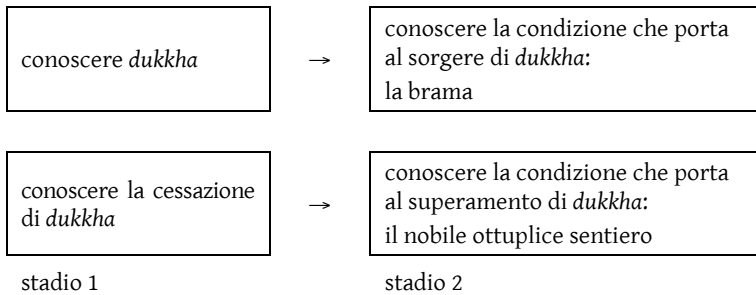 conoscere dukkha
→
conoscere la condizione che porta
al sorgere di dukkha:
la brama
conoscere la cessazione
di dukkha
→
conoscere la condizione che porta
al superamento di dukkha:
il nobile ottuplice sentiero
stadio 1
stadio 2